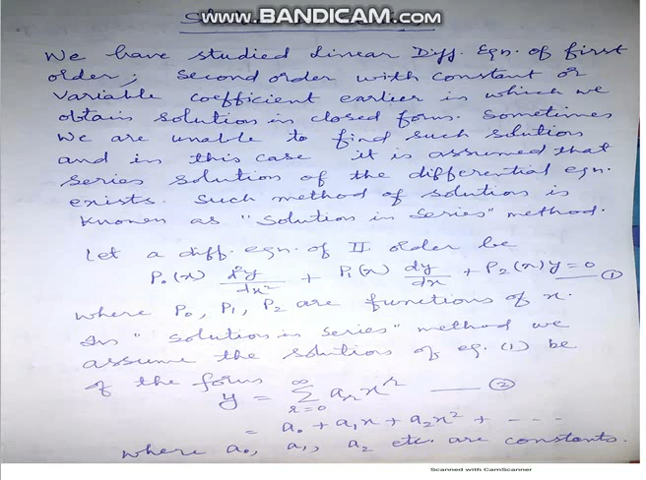 www.BANDICAM.com
We have studied Linear Diff. Eqn. of first
order; Second order with constant or
variable coefficient earlier in which we
obtain solution in closed form. Sometimes
We are unable to find such solution
and in this case it is assumed that
series solution of the differential eqn.
exists. Such method of solution is
known as "Solution in Series" method.
Let a diff. eqn. of II order be
P₀(x) d²y/dx² + P₁(x) dy/dx + P₂(x)y = 0 — ①
where P₀, P₁, P₂ are functions of x.
In "solution in series" method we
assume the solution of eq. (1) be
of the form
y = ∑_{r=0}^{∞} aᵣxʳ — ②
= a₀ + a₁x + a₂x² + ----
where a₀, a₁, a₂ etc. are constants.
Scanned with CamScanner